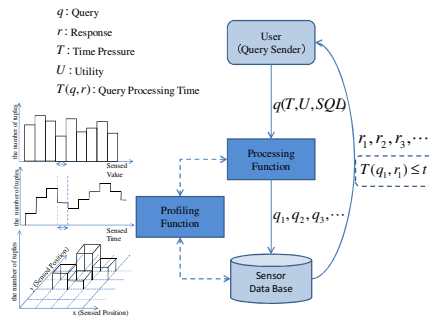 q : Query
r : Response
T : Time Pressure
U : Utility
T(q,r) : Query Processing Time
User
(Query Sender)
q(T,U,SQL)
r₁, r₂, r₃, ⋯
T(q₁, r₁) ≤ t
Processing
Function
Profiling
Function
q₁, q₂, q₃, ⋯
Sensor
Data Base
the number of tuples
Sensed
Value
the number of tuples
Sensed
Time
the number of tuples
y (Sensed Position)
x (Sensed Position)